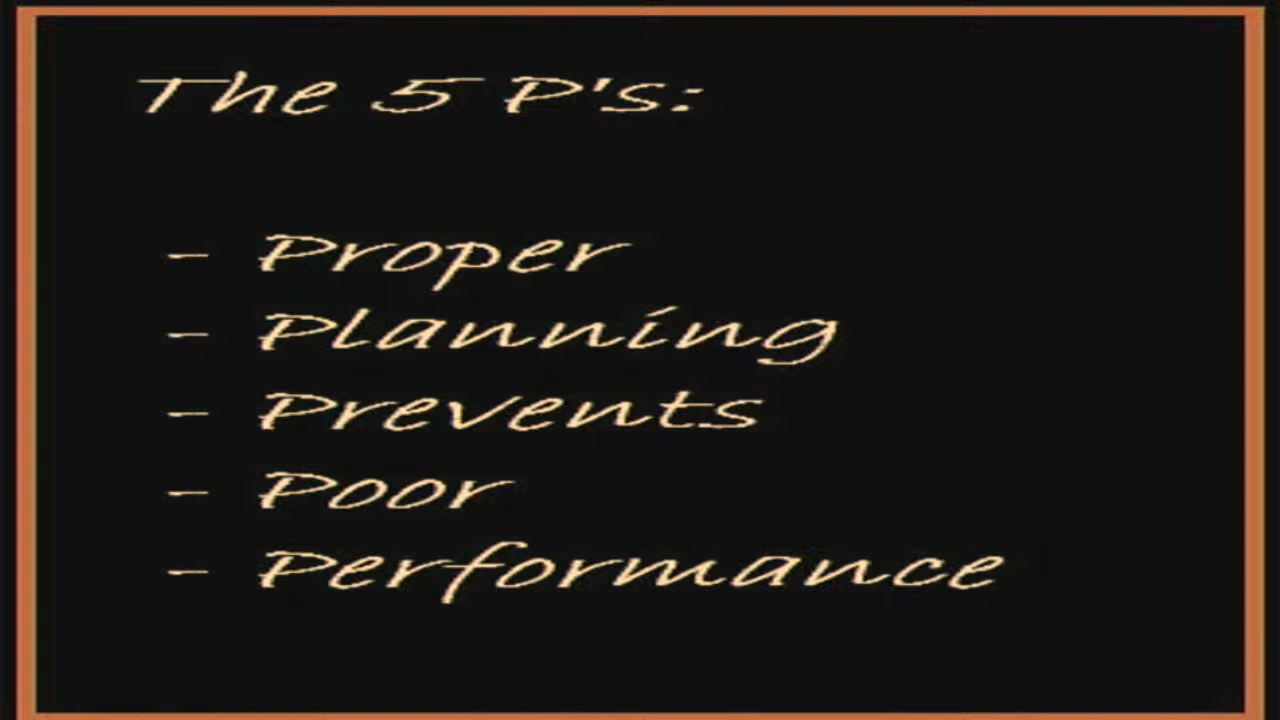 The 5 P's:
- Proper
- Planning
- Prevents
- Poor
- Performance